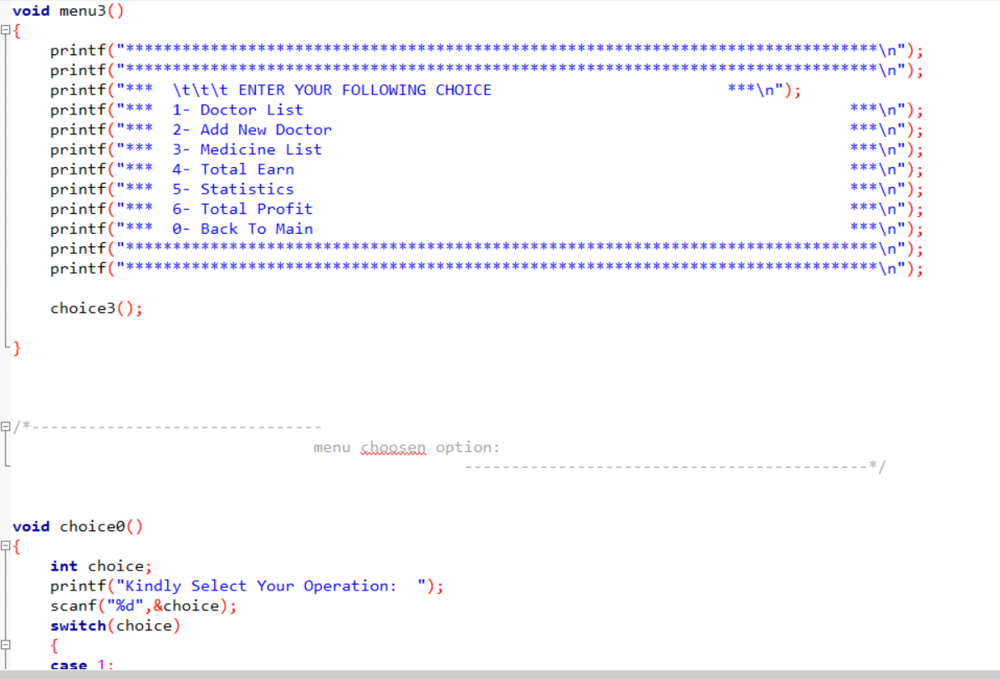 void menu3()
{
    printf("********************************************************************************\n");
    printf("********************************************************************************\n");
    printf("***  \t\t\t ENTER YOUR FOLLOWING CHOICE                         ***\n");
    printf("***  1- Doctor List                                                          ***\n");
    printf("***  2- Add New Doctor                                                       ***\n");
    printf("***  3- Medicine List                                                        ***\n");
    printf("***  4- Total Earn                                                           ***\n");
    printf("***  5- Statistics                                                           ***\n");
    printf("***  6- Total Profit                                                         ***\n");
    printf("***  0- Back To Main                                                         ***\n");
    printf("********************************************************************************\n");
    printf("********************************************************************************\n");
    choice3();
}
/*-------------------------------
                                menu choosen option:
                                                -------------------------------------------*/
void choice0()
{
    int choice;
    printf("Kindly Select Your Operation:  ");
    scanf("%d",&choice);
    switch(choice)
    {
    case 1: